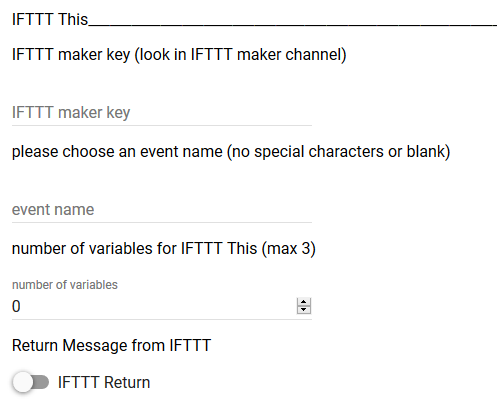 IFTTT This_______________________________________________
IFTTT maker key (look in IFTTT maker channel)
IFTTT maker key
please choose an event name (no special characters or blank)
event name
number of variables for IFTTT This (max 3)
number of variables
0
Return Message from IFTTT
IFTTT Return